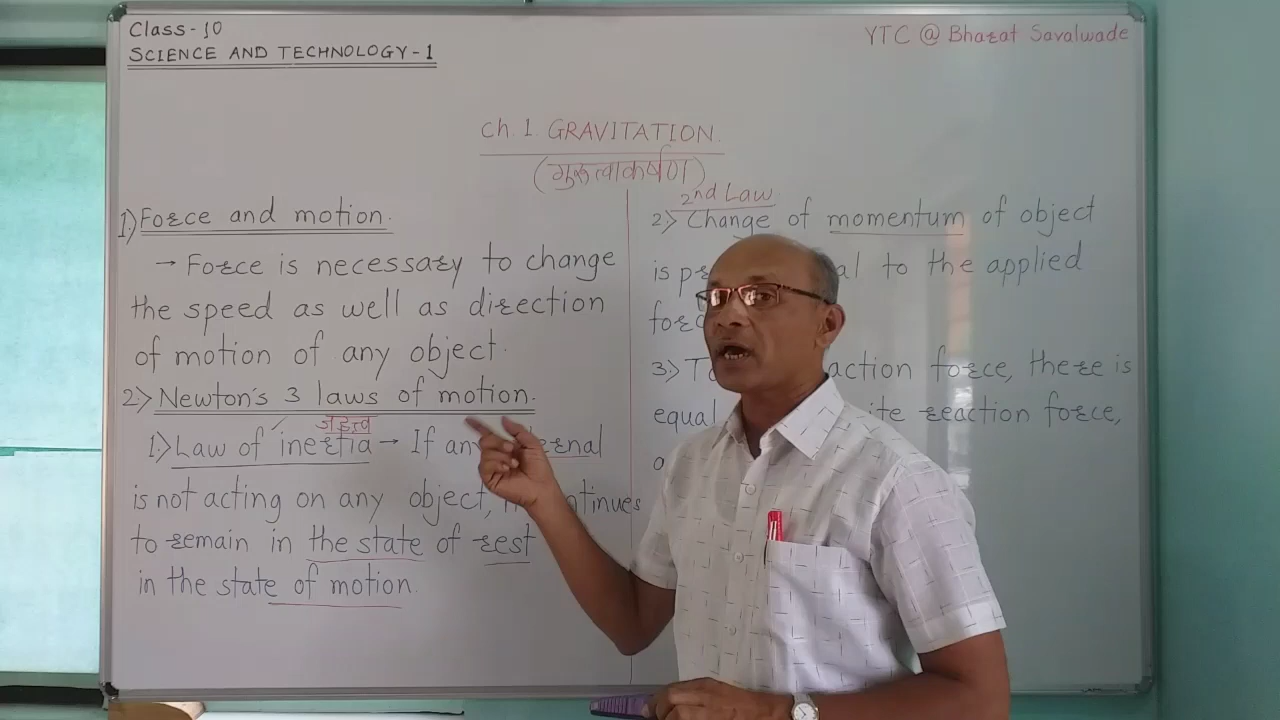 Class-10
SCIENCE AND TECHNOLOGY-1
YTC @ Bharat Savalwade
Ch. 1. GRAVITATION.
(गुरुत्वाकर्षण)
1) Force and motion.
→ Force is necessary to change
the speed as well as direction
of motion of any object.
2) Newton's 3 laws of motion.
जडत्व
1) Law of inertia → If any
is not acting on any object,
to remain in the state of rest
in the state of motion.
2nd Law
2) Change of momentum of object
is to the applied
3) action force, there is
equal reaction force,